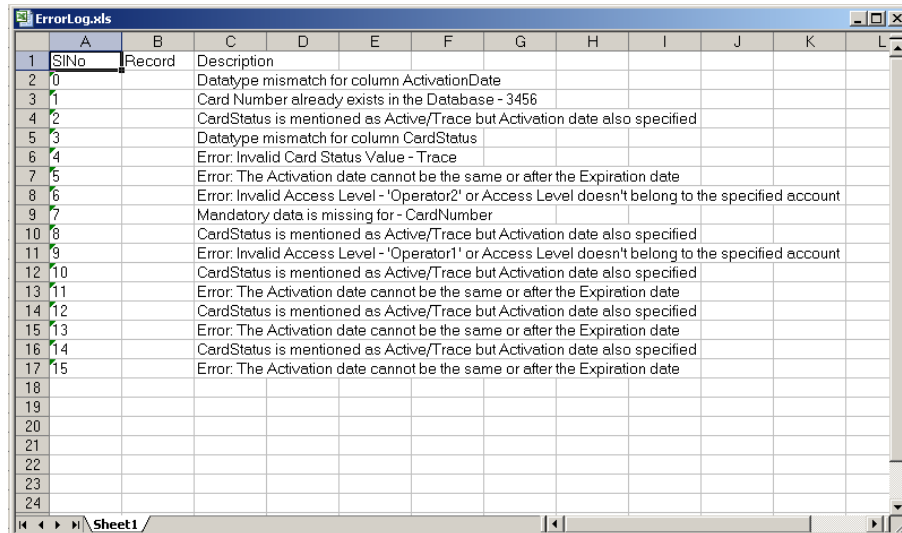 ErrorLog.xls
A B C D E F G H I J K L
1 SlNo Record Description
2 0 Datatype mismatch for column ActivationDate
3 1 Card Number already exists in the Database - 3456
4 2 CardStatus is mentioned as Active/Trace but Activation date also specified
5 3 Datatype mismatch for column CardStatus
6 4 Error: Invalid Card Status Value - Trace
7 5 Error: The Activation date cannot be the same or after the Expiration date
8 6 Error: Invalid Access Level - 'Operator2' or Access Level doesn't belong to the specified account
9 7 Mandatory data is missing for - CardNumber
10 8 CardStatus is mentioned as Active/Trace but Activation date also specified
11 9 Error: Invalid Access Level - 'Operator1' or Access Level doesn't belong to the specified account
12 10 CardStatus is mentioned as Active/Trace but Activation date also specified
13 11 Error: The Activation date cannot be the same or after the Expiration date
14 12 CardStatus is mentioned as Active/Trace but Activation date also specified
15 13 Error: The Activation date cannot be the same or after the Expiration date
16 14 CardStatus is mentioned as Active/Trace but Activation date also specified
17 15 Error: The Activation date cannot be the same or after the Expiration date
18
19
20
21
22
23
24
Sheet1